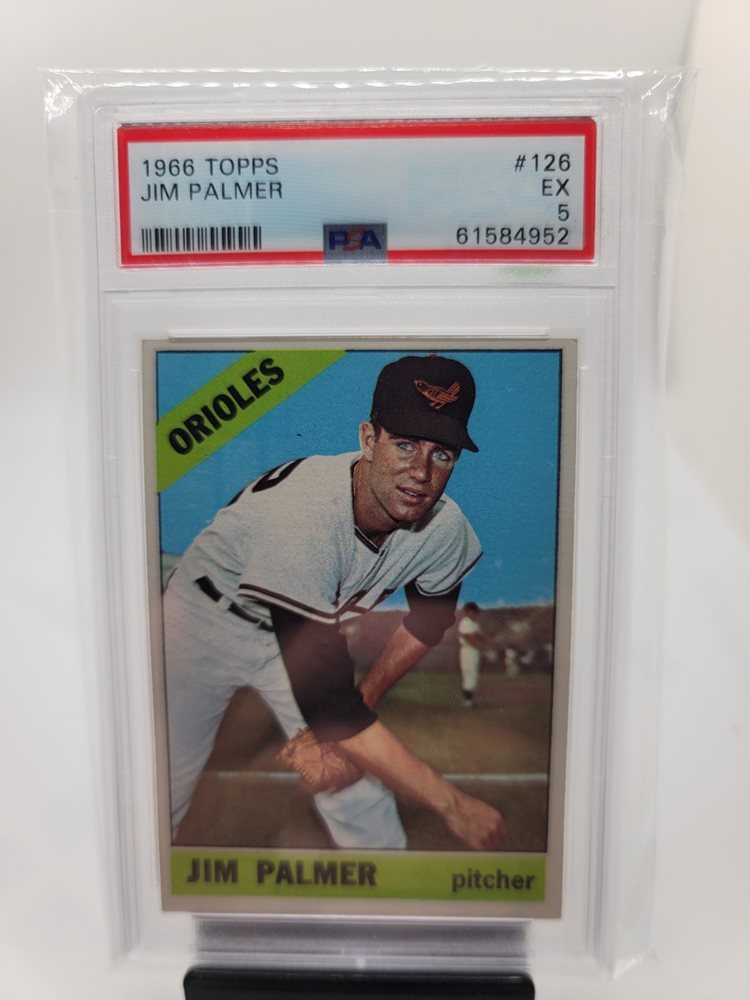 1966 TOPPS #126
JIM PALMER EX
5
PSA 61584952
ORIOLES
JIM PALMER pitcher